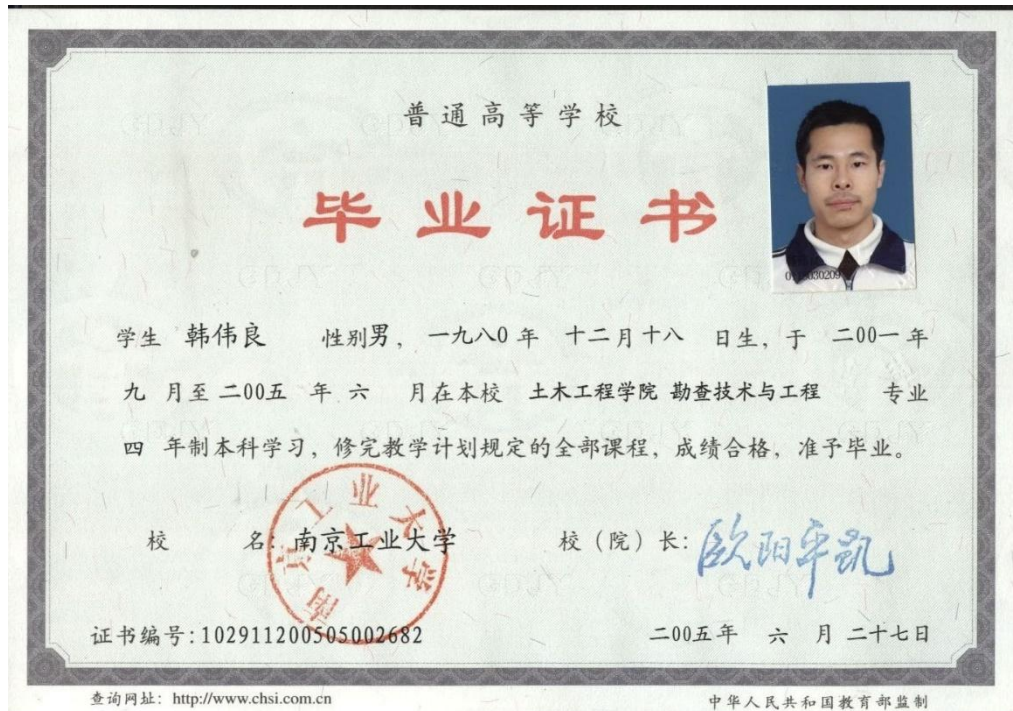 普通高等学校
毕业证书
学生 韩伟良 性别男，一九八0年 十二月十八 日生，于 二00一年
九 月至二00五 年 六 月在本校 土木工程学院 勘查技术与工程 专业
四 年制本科学习，修完教学计划规定的全部课程，成绩合格，准予毕业。
校 名：南京工业大学 校（院）长：欧阳平凯
南京工业大学
证书编号：102911200505002682 二00五年 六 月 二十七日
查询网址：http://www.chsi.com.cn 中华人民共和国教育部监制